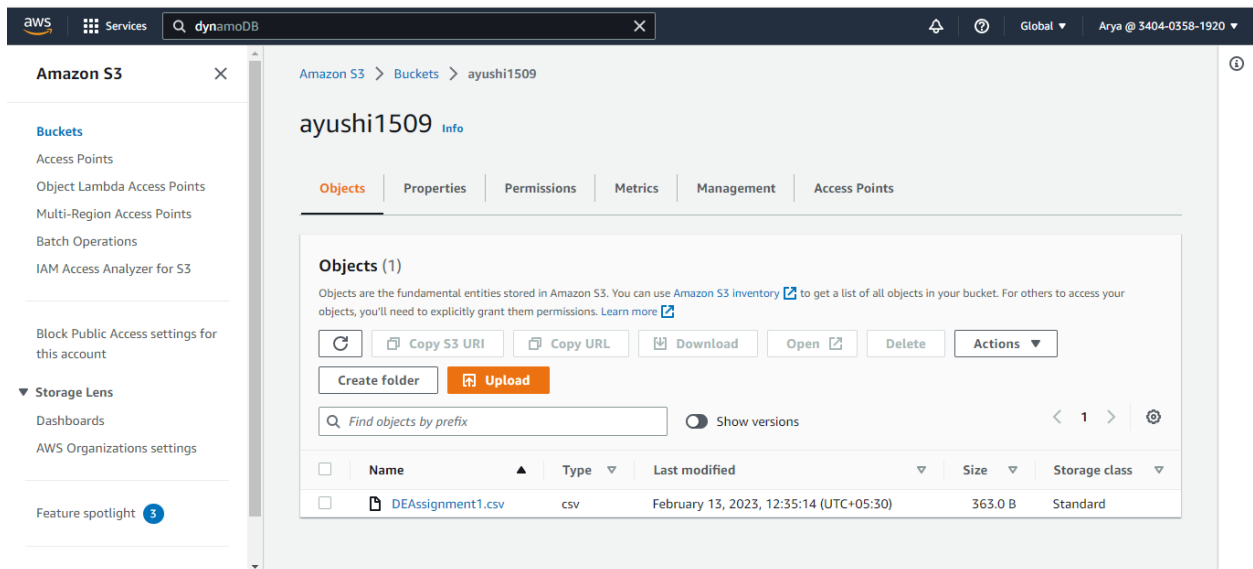 aws Services dynamoDB Global Arya @ 3404-0358-1920
Amazon S3
Buckets
Access Points
Object Lambda Access Points
Multi-Region Access Points
Batch Operations
IAM Access Analyzer for S3
Block Public Access settings for
this account
Storage Lens
Dashboards
AWS Organizations settings
Feature spotlight 3
Amazon S3 > Buckets > ayushi1509
ayushi1509 Info
Objects Properties Permissions Metrics Management Access Points
Objects (1)
Objects are the fundamental entities stored in Amazon S3. You can use Amazon S3 inventory to get a list of all objects in your bucket. For others to access your
objects, you'll need to explicitly grant them permissions. Learn more
Copy S3 URI Copy URL Download Open Delete Actions
Create folder Upload
Find objects by prefix Show versions 1
Name Type Last modified Size Storage class
DEAssignment1.csv csv February 13, 2023, 12:35:14 (UTC+05:30) 363.0 B Standard